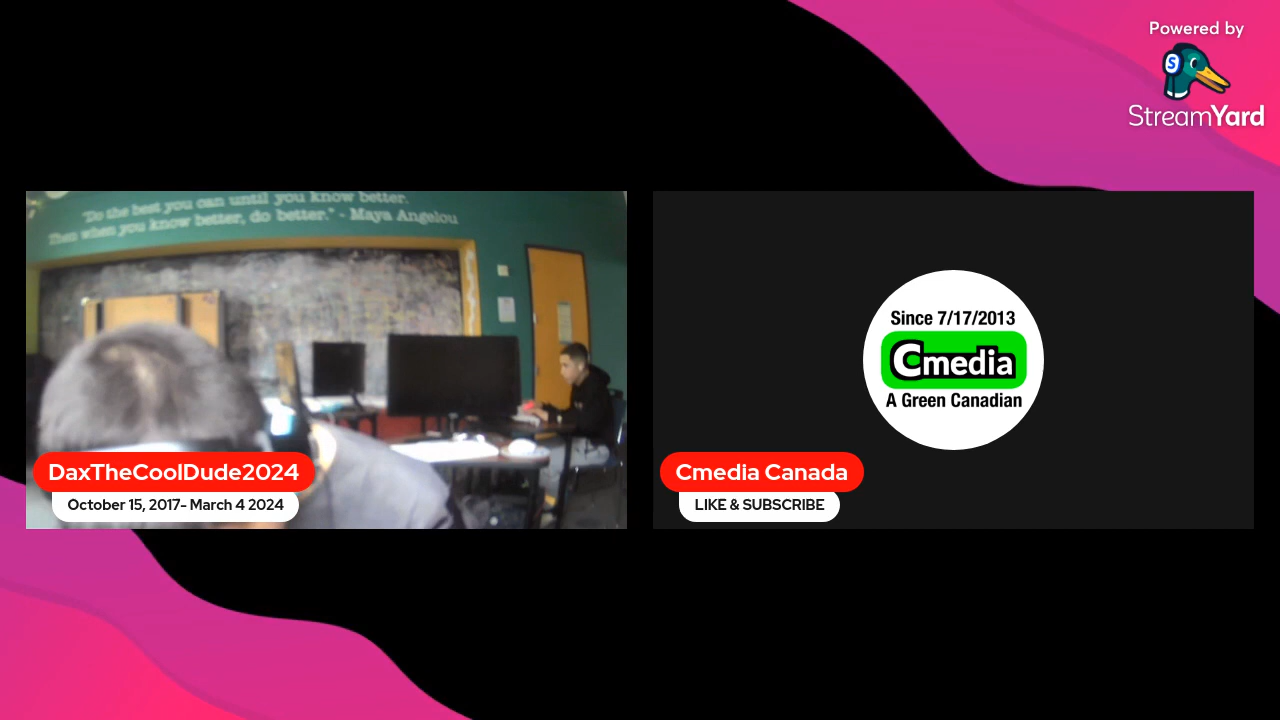 Powered by
StreamYard
"Do the best you can until you know better.
Then when you know better, do better." - Maya Angelou
DaxTheCoolDude2024
October 15, 2017- March 4 2024
Since 7/17/2013
Cmedia
A Green Canadian
Cmedia Canada
LIKE & SUBSCRIBE